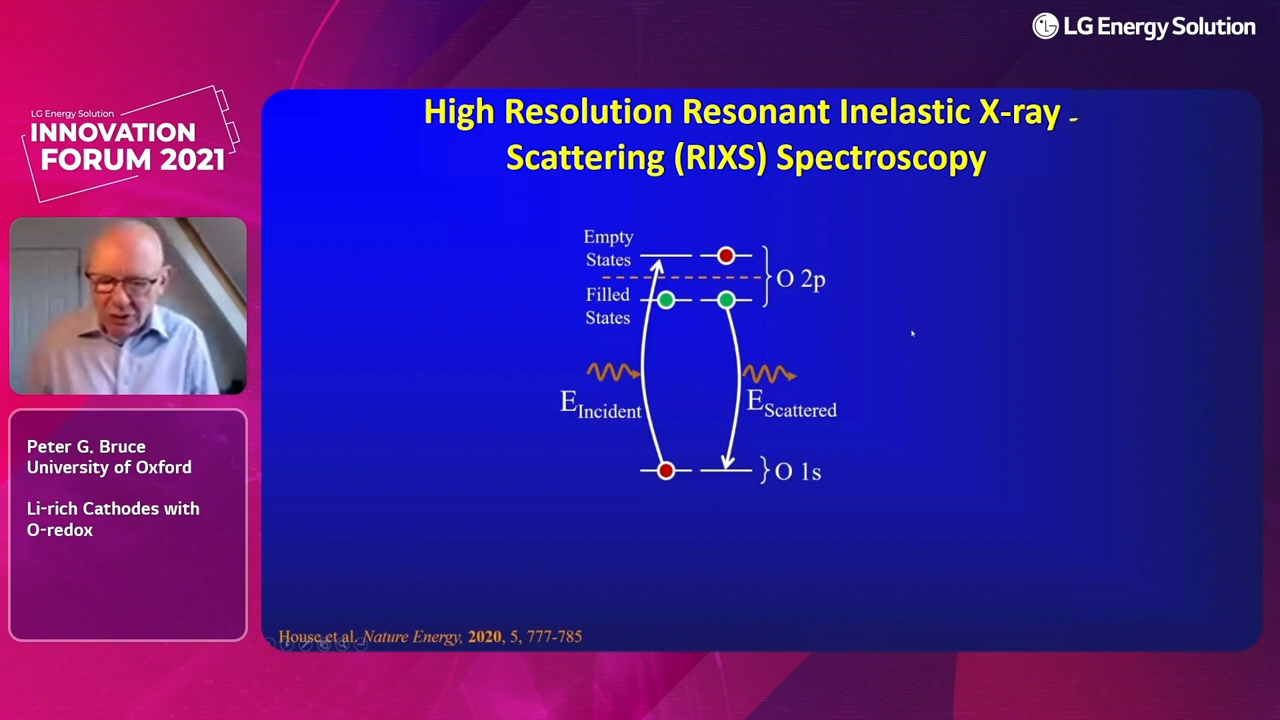 LG Energy Solution
LG Energy Solution
INNOVATION
FORUM 2021
High Resolution Resonant Inelastic X-ray -
Scattering (RIXS) Spectroscopy
Empty
States
O 2p
Filled
States
E Incident
E Scattered
O 1s
Peter G. Bruce
University of Oxford
Li-rich Cathodes with
O-redox
House et al. Nature Energy, 2020, 5, 777-785